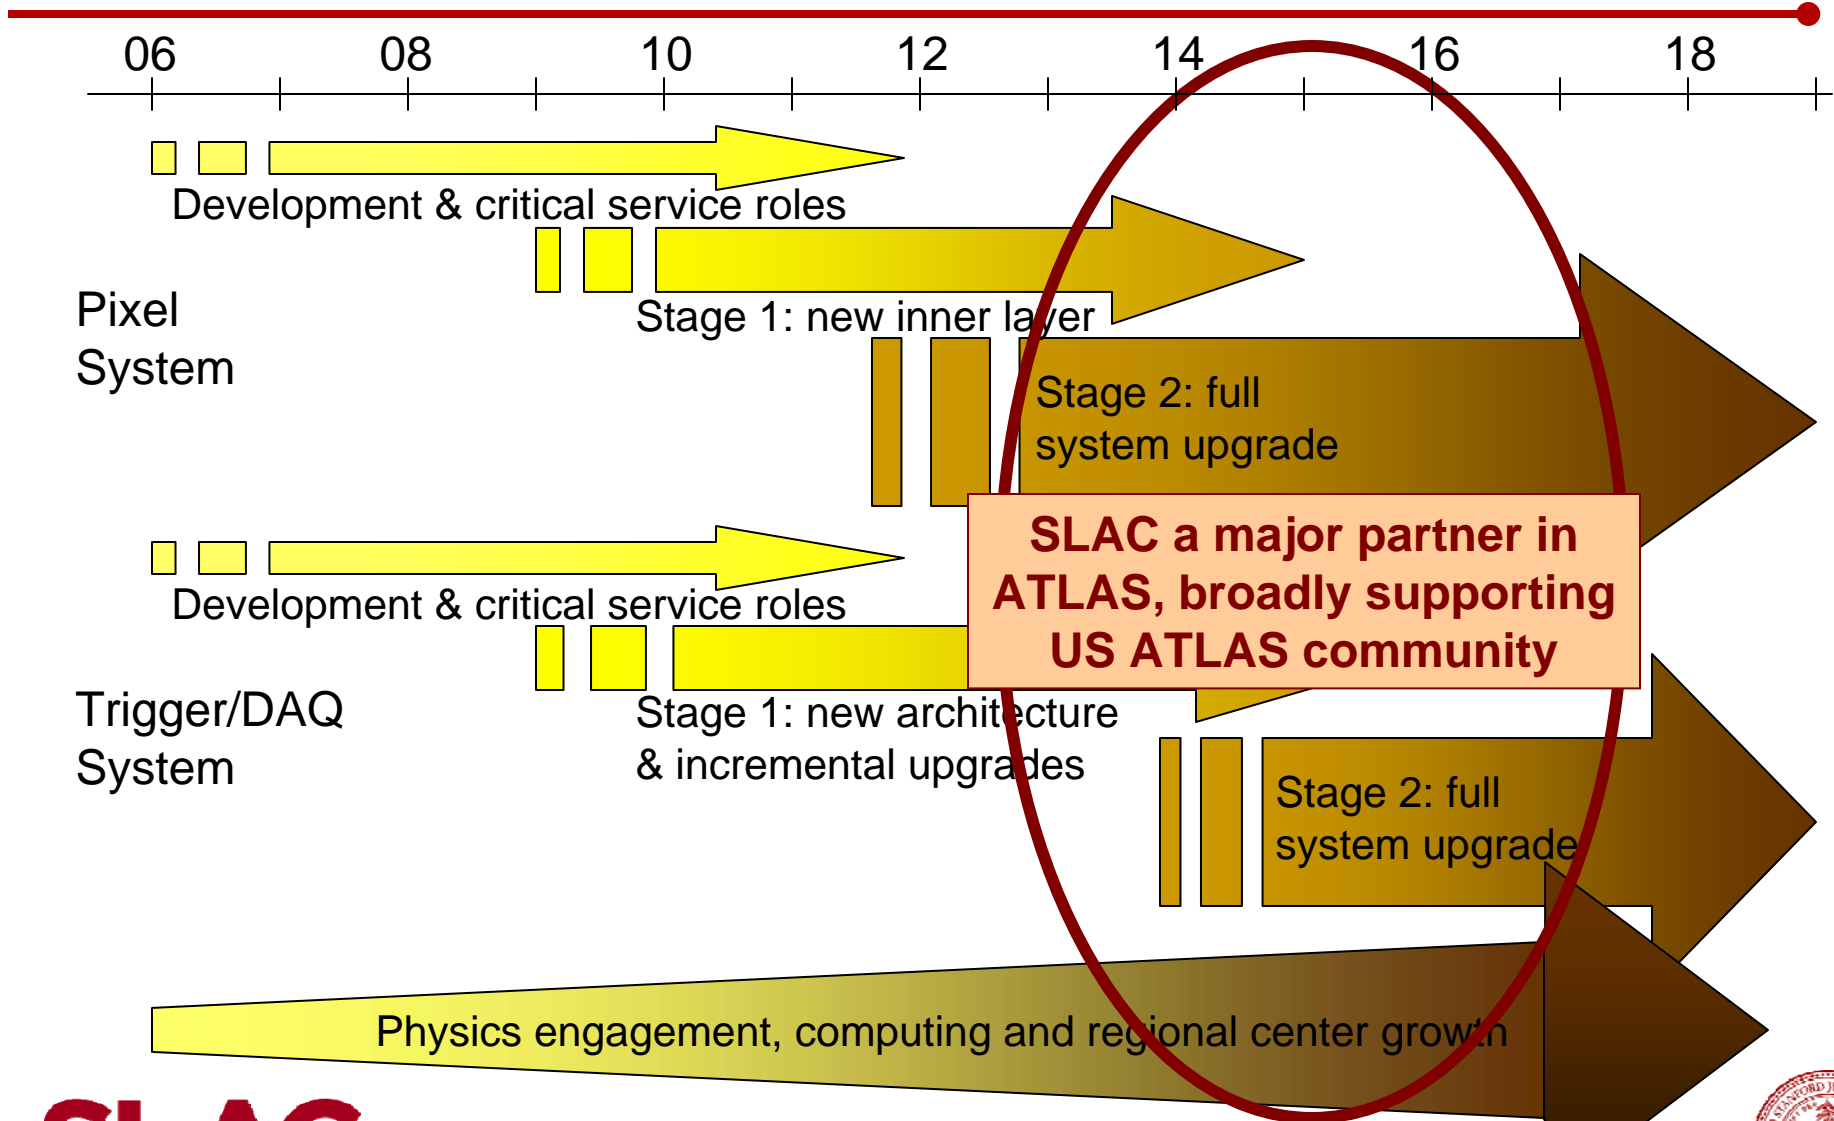 06 08 10 12 14 16 18
Development & critical service roles
Pixel
System
Stage 1: new inner layer
Stage 2: full
system upgrade
SLAC a major partner in
ATLAS, broadly supporting
US ATLAS community
Development & critical service roles
Trigger/DAQ
System
Stage 1: new architecture
& incremental upgrades
Stage 2: full
system upgrade
Physics engagement, computing and regional center growth
SLAC